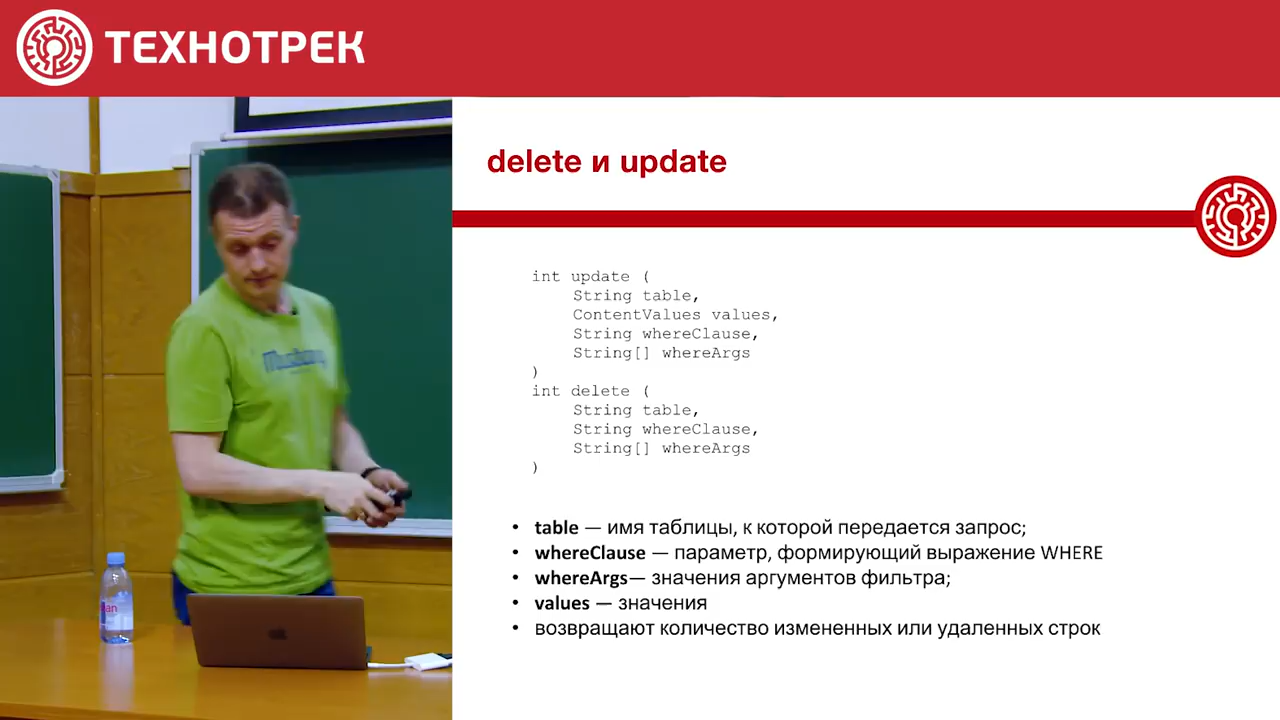 ТЕХНОТРЕК
delete и update
int update (
String table,
ContentValues values,
String whereClause,
String[] whereArgs
)
int delete (
String table,
String whereClause,
String[] whereArgs
)
• table — имя таблицы, к которой передается запрос;
• whereClause — параметр, формирующий выражение WHERE
• whereArgs— значения аргументов фильтра;
• values — значения
• возвращают количество измененных или удаленных строк